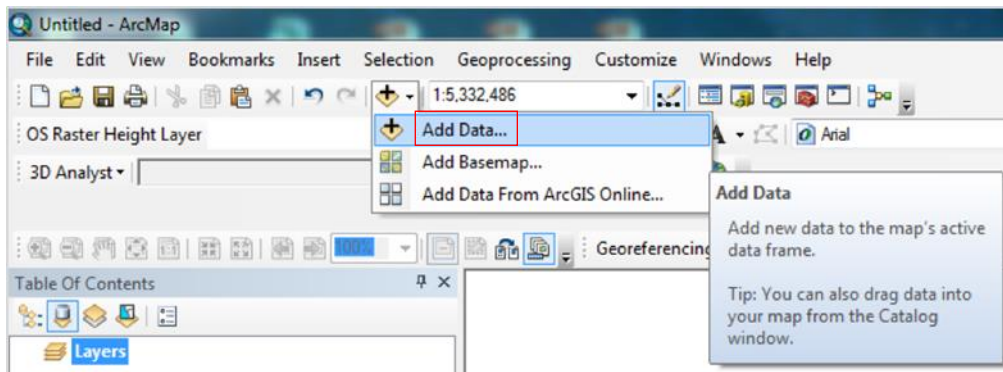 Untitled - ArcMap
File Edit View Bookmarks Insert Selection Geoprocessing Customize Windows Help
1:5,332,486
OS Raster Height Layer
A
Arial
Add Data...
Add Basemap...
Add Data From ArcGIS Online...
3D Analyst
Add Data
Add new data to the map's active
data frame.
Tip: You can also drag data into
your map from the Catalog
window.
100%
Georeferencing
Table Of Contents
Layers